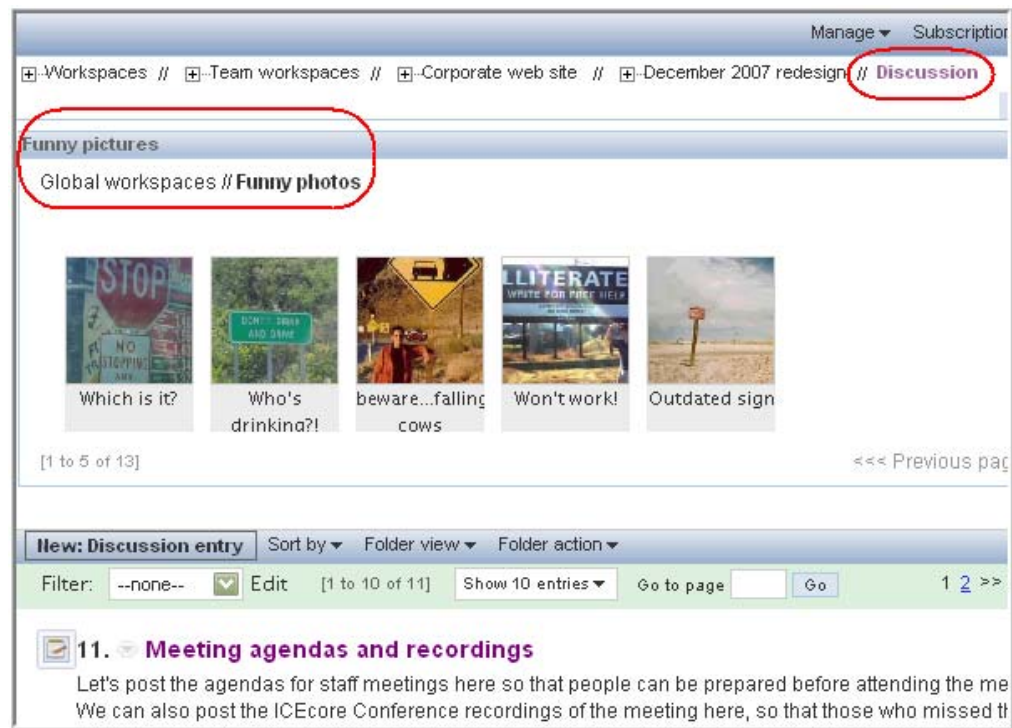 Manage Subscription
Workspaces // Team workspaces // Corporate web site // December 2007 redesign // Discussion
Funny pictures
Global workspaces // Funny photos
STOP
NO
STOPPING
ANY
DON'T DRINK
AND DRIVE
LLITERATE
WRITE FOR FREE HELP
Which is it?
Who's
drinking?!
beware...falling
cows
Won't work!
Outdated sign
[1 to 5 of 13] <<< Previous pag
New: Discussion entry Sort by Folder view Folder action
Filter: --none-- Edit [1 to 10 of 11] Show 10 entries Go to page Go 1 2 >>
11. Meeting agendas and recordings
Let's post the agendas for staff meetings here so that people can be prepared before attending the me
We can also post the ICEcore Conference recordings of the meeting here, so that those who missed th